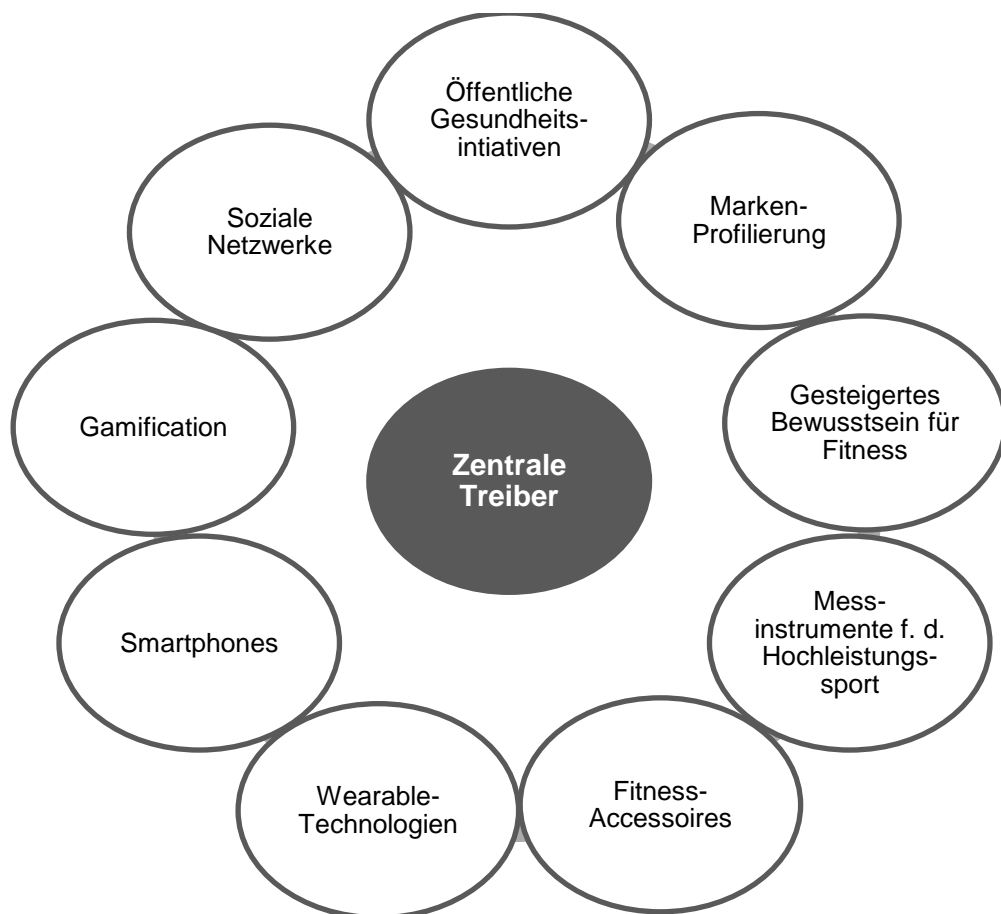 Öffentliche
Gesundheits-
intiativen
Marken-
Profilierung
Gesteigertes
Bewusstsein für
Fitness
Mess-
instrumente f. d.
Hochleistungs-
sport
Fitness-
Accessoires
Wearable-
Technologien
Smartphones
Gamification
Soziale
Netzwerke
Zentrale
Treiber